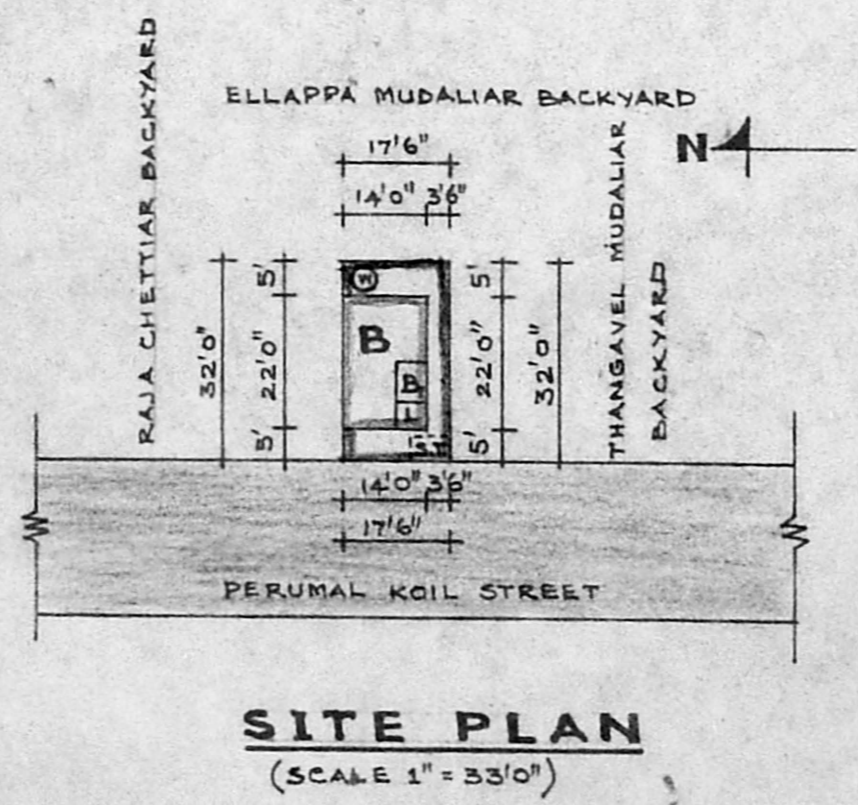 ELLAPPA MUDALIAR BACKYARD
RAJA CHETTIAR BACKYARD
THANGAVEL MUDALIAR
BACKYARD
N
17'6"
14'0" 3'6"
5'
22'0"
5'
32'0"
W
B
B
L
5'
22'0"
5'
32'0"
14'0" 3'6"
17'6"
PERUMAL KOIL STREET
SITE PLAN
(SCALE 1" = 33'0")